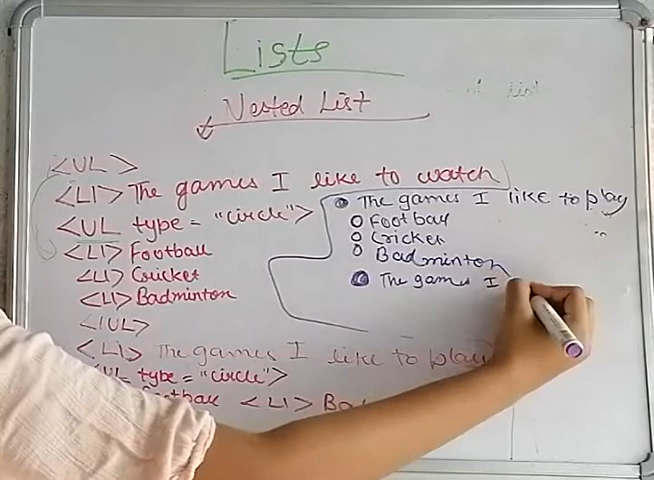 Lists
Nested List
<UL>
<LI> The games I like to watch
<UL type = "circle">
<LI> Football
<LI> Cricket
<LI> Badminton
</UL>
<LI> The games I like to play
UL type = "circle">
<LI>
The games I like to play
Football
Cricket
Badminton
The games I